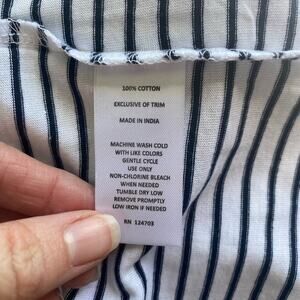 100% COTTON
EXCLUSIVE OF TRIM
MADE IN INDIA
MACHINE WASH COLD
WITH LIKE COLORS
GENTLE CYCLE
USE ONLY
NON-CHLORINE BLEACH
WHEN NEEDED
TUMBLE DRY LOW
REMOVE PROMPTLY
LOW IRON IF NEEDED
RN 124703